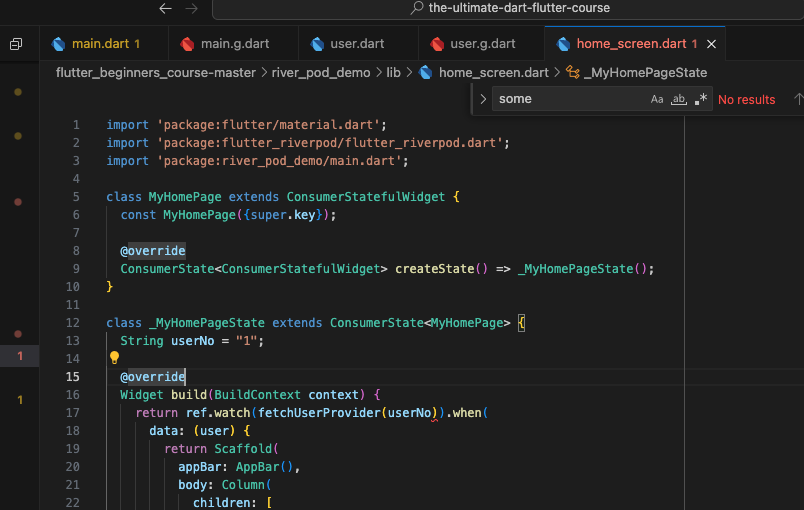 the-ultimate-dart-flutter-course
main.dart 1 main.g.dart user.dart user.g.dart home_screen.dart 1
flutter_beginners_course-master > river_pod_demo > lib > home_screen.dart > _MyHomePageState
some Aa ab .* No results
1 import 'package:flutter/material.dart';
2 import 'package:flutter_riverpod/flutter_riverpod.dart';
3 import 'package:river_pod_demo/main.dart';
4
5 class MyHomePage extends ConsumerStatefulWidget {
6 const MyHomePage({super.key});
7
8 @override
9 ConsumerState<ConsumerStatefulWidget> createState() => _MyHomePageState();
10 }
11
12 class _MyHomePageState extends ConsumerState<MyHomePage> {
13 String userNo = "1";
1 14
15 @override
16 Widget build(BuildContext context) {
1 17 return ref.watch(fetchUserProvider(userNo)).when(
18 data: (user) {
19 return Scaffold(
20 appBar: AppBar(),
21 body: Column(
22 children: [